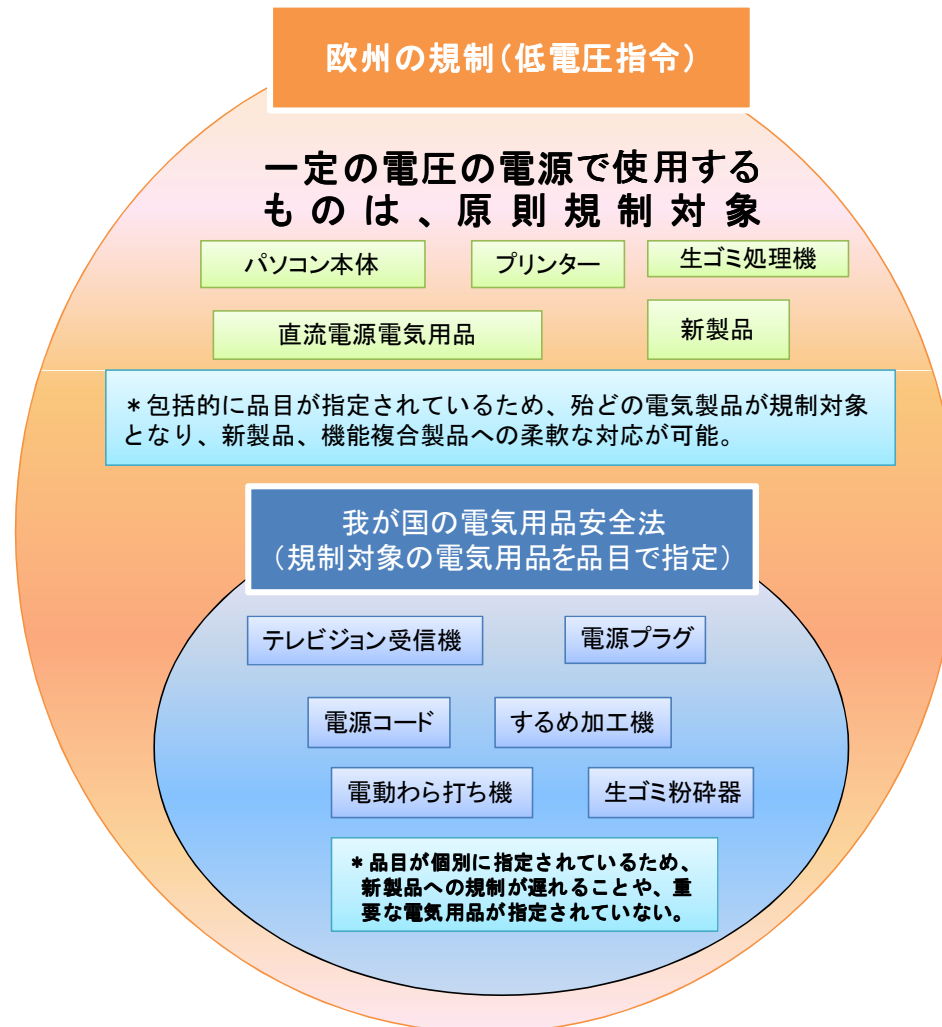 欧州の規制(低電圧指令)
一定の電圧の電源で使用する
ものは、原則規制対象
パソコン本体
プリンター
生ゴミ処理機
直流電源電気用品
新製品
*包括的に品目が指定されているため、殆どの電気製品が規制対象
となり、新製品、機能複合製品への柔軟な対応が可能。
我が国の電気用品安全法
(規制対象の電気用品を品目で指定)
テレビジョン受信機
電源プラグ
電源コード
するめ加工機
電動わら打ち機
生ゴミ粉砕器
*品目が個別に指定されているため、
新製品への規制が遅れることや、重
要な電気用品が指定されていない。